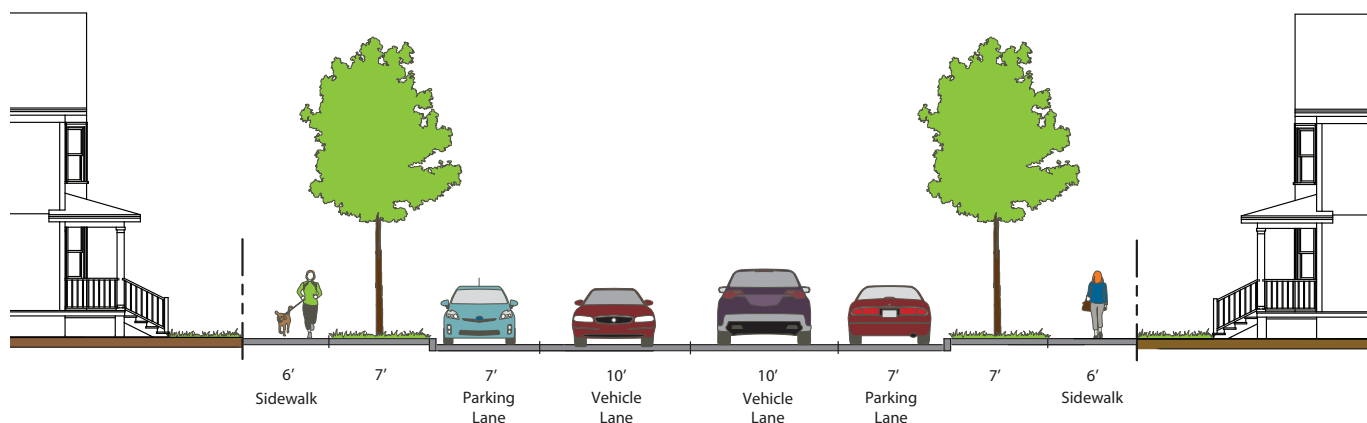 6′ 7′ 7′ 10′ 10′ 7′ 7′ 6′
Sidewalk Parking Vehicle Vehicle Parking Sidewalk
Lane Lane Lane Lane